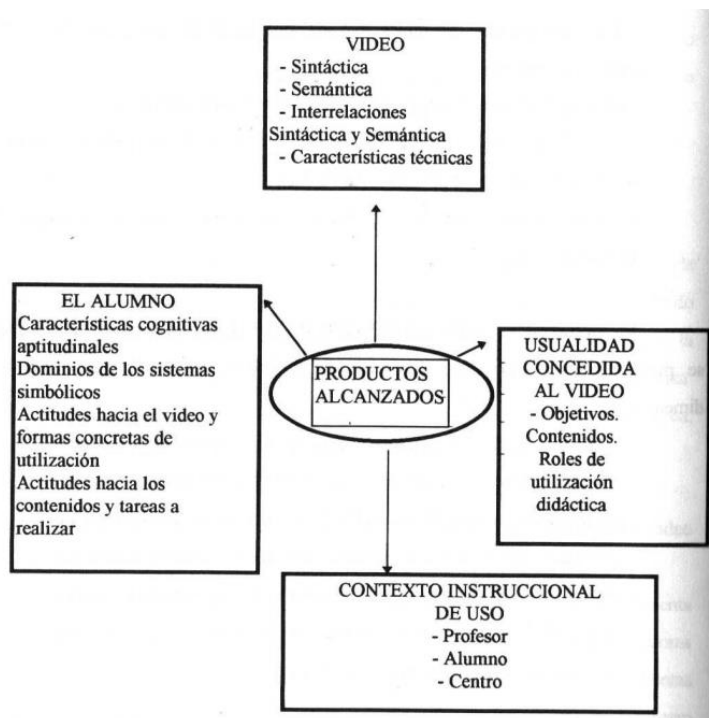 VIDEO
- Sintáctica
- Semántica
- Interrelaciones
Sintáctica y Semántica
- Características técnicas
EL ALUMNO
Características cognitivas
aptitudinales
Dominios de los sistemas
simbólicos
Actitudes hacia el video y
formas concretas de
utilización
Actitudes hacia los
contenidos y tareas a
realizar
PRODUCTOS
ALCANZADOS
USUALIDAD
CONCEDIDA
AL VIDEO
- Objetivos.
Contenidos.
Roles de
utilización
didáctica
CONTEXTO INSTRUCCIONAL
DE USO
- Profesor
- Alumno
- Centro